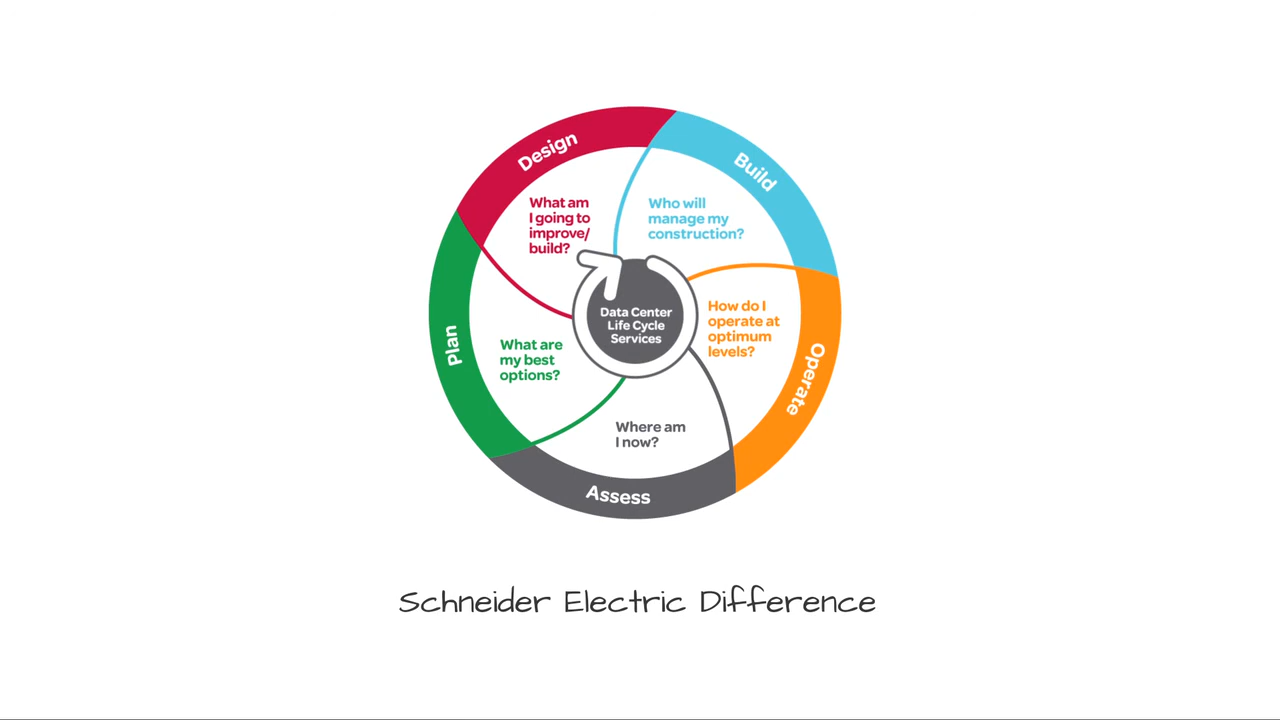 Design
What am
I going to
improve/
build?
Build
Who will
manage my
construction?
Operate
How do I
operate at
optimum
levels?
Assess
Where am
I now?
Plan
What are
my best
options?
Data Center
Life Cycle
Services
Schneider Electric Difference